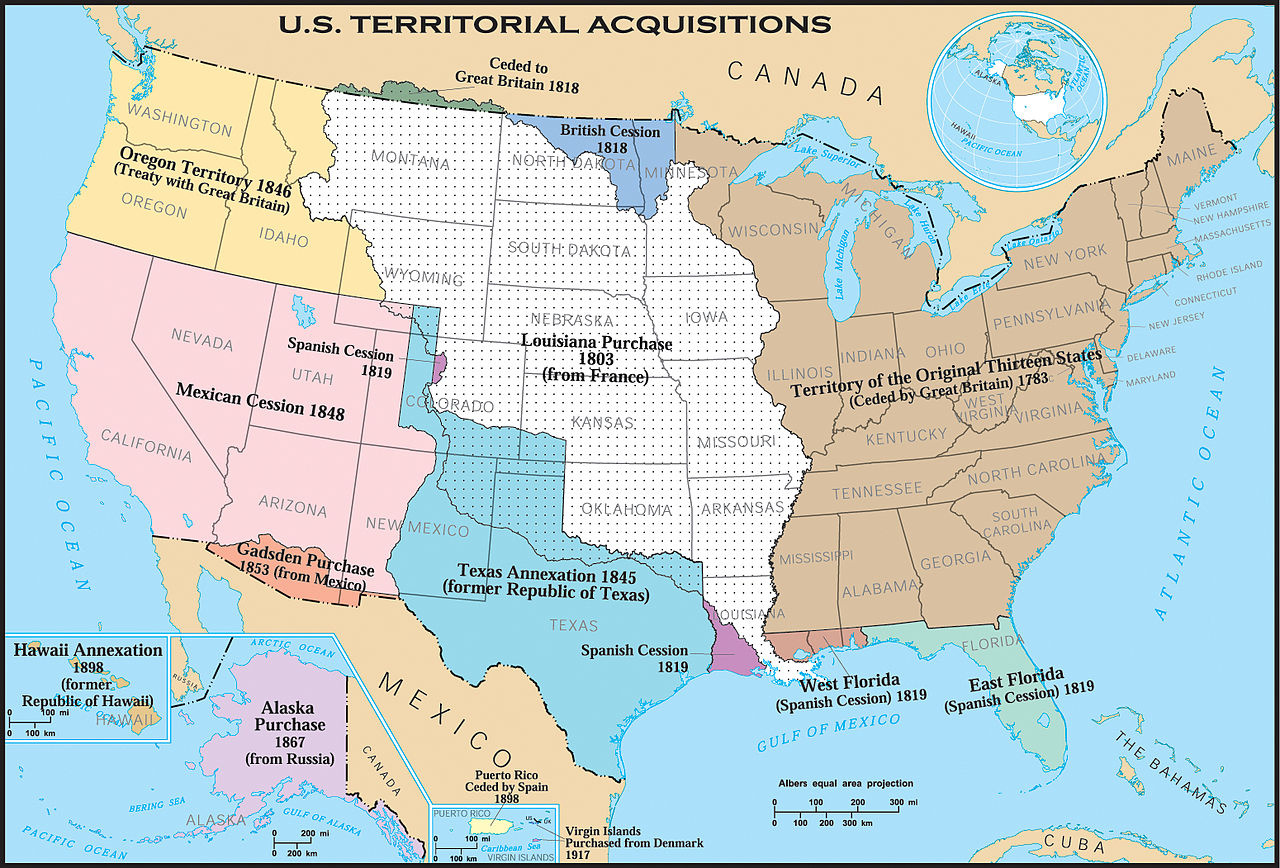 U.S. TERRITORIAL ACQUISITIONS
CANADA
Ceded to
Great Britain 1818
ALASKA
ATLANTIC
OCEAN
HAWAII
PACIFIC OCEAN
WASHINGTON
Oregon Territory 1846
(Treaty with Great Britain)
OREGON
IDAHO
MONTANA
NORTH DAKOTA
British Cession
1818
MINNESOTA
Lake Superior
MICHIGAN
Lake Huron
Lake Michigan
Lake Ontario
Lake Erie
WISCONSIN
MAINE
VERMONT
NEW HAMPSHIRE
MASSACHUSETTS
RHODE ISLAND
CONNECTICUT
NEW JERSEY
DELAWARE
MARYLAND
NEW YORK
PENNSYLVANIA
SOUTH DAKOTA
WYOMING
NEBRASKA
IOWA
Louisiana Purchase
1803
(from France)
NEVADA
UTAH
COLORADO
Spanish Cession
1819
Mexican Cession 1848
CALIFORNIA
ARIZONA
NEW MEXICO
KANSAS
MISSOURI
OKLAHOMA
ARKANSAS
ILLINOIS
INDIANA
OHIO
Territory of the Original Thirteen States
(Ceded by Great Britain) 1783
WEST
VIRGINIA
VIRGINIA
KENTUCKY
TENNESSEE
NORTH CAROLINA
SOUTH
CAROLINA
MISSISSIPPI
ALABAMA
GEORGIA
LOUISIANA
FLORIDA
Gadsden Purchase
1853 (from Mexico)
Texas Annexation 1845
(former Republic of Texas)
TEXAS
Spanish Cession
1819
West Florida
(Spanish Cession) 1819
East Florida
(Spanish Cession) 1819
PACIFIC OCEAN
ATLANTIC OCEAN
GULF OF MEXICO
MEXICO
THE BAHAMAS
CUBA
Albers equal area projection
0 100 200 300 mi
0 100 200 300 km
Hawaii Annexation
1898
(former
Republic of Hawaii)
HAWAII
0 100 mi
0 100 km
ARCTIC OCEAN
RUSSIA
Alaska
Purchase
1867
(from Russia)
CANADA
BERING SEA
GULF OF ALASKA
ALASKA
PACIFIC OCEAN
0 200 mi
0 200 km
Puerto Rico
Ceded by Spain
1898
PUERTO RICO
US
UK
0 100 mi
0 100 km
Caribbean Sea
VIRGIN ISLANDS
Virgin Islands
Purchased from Denmark
1917